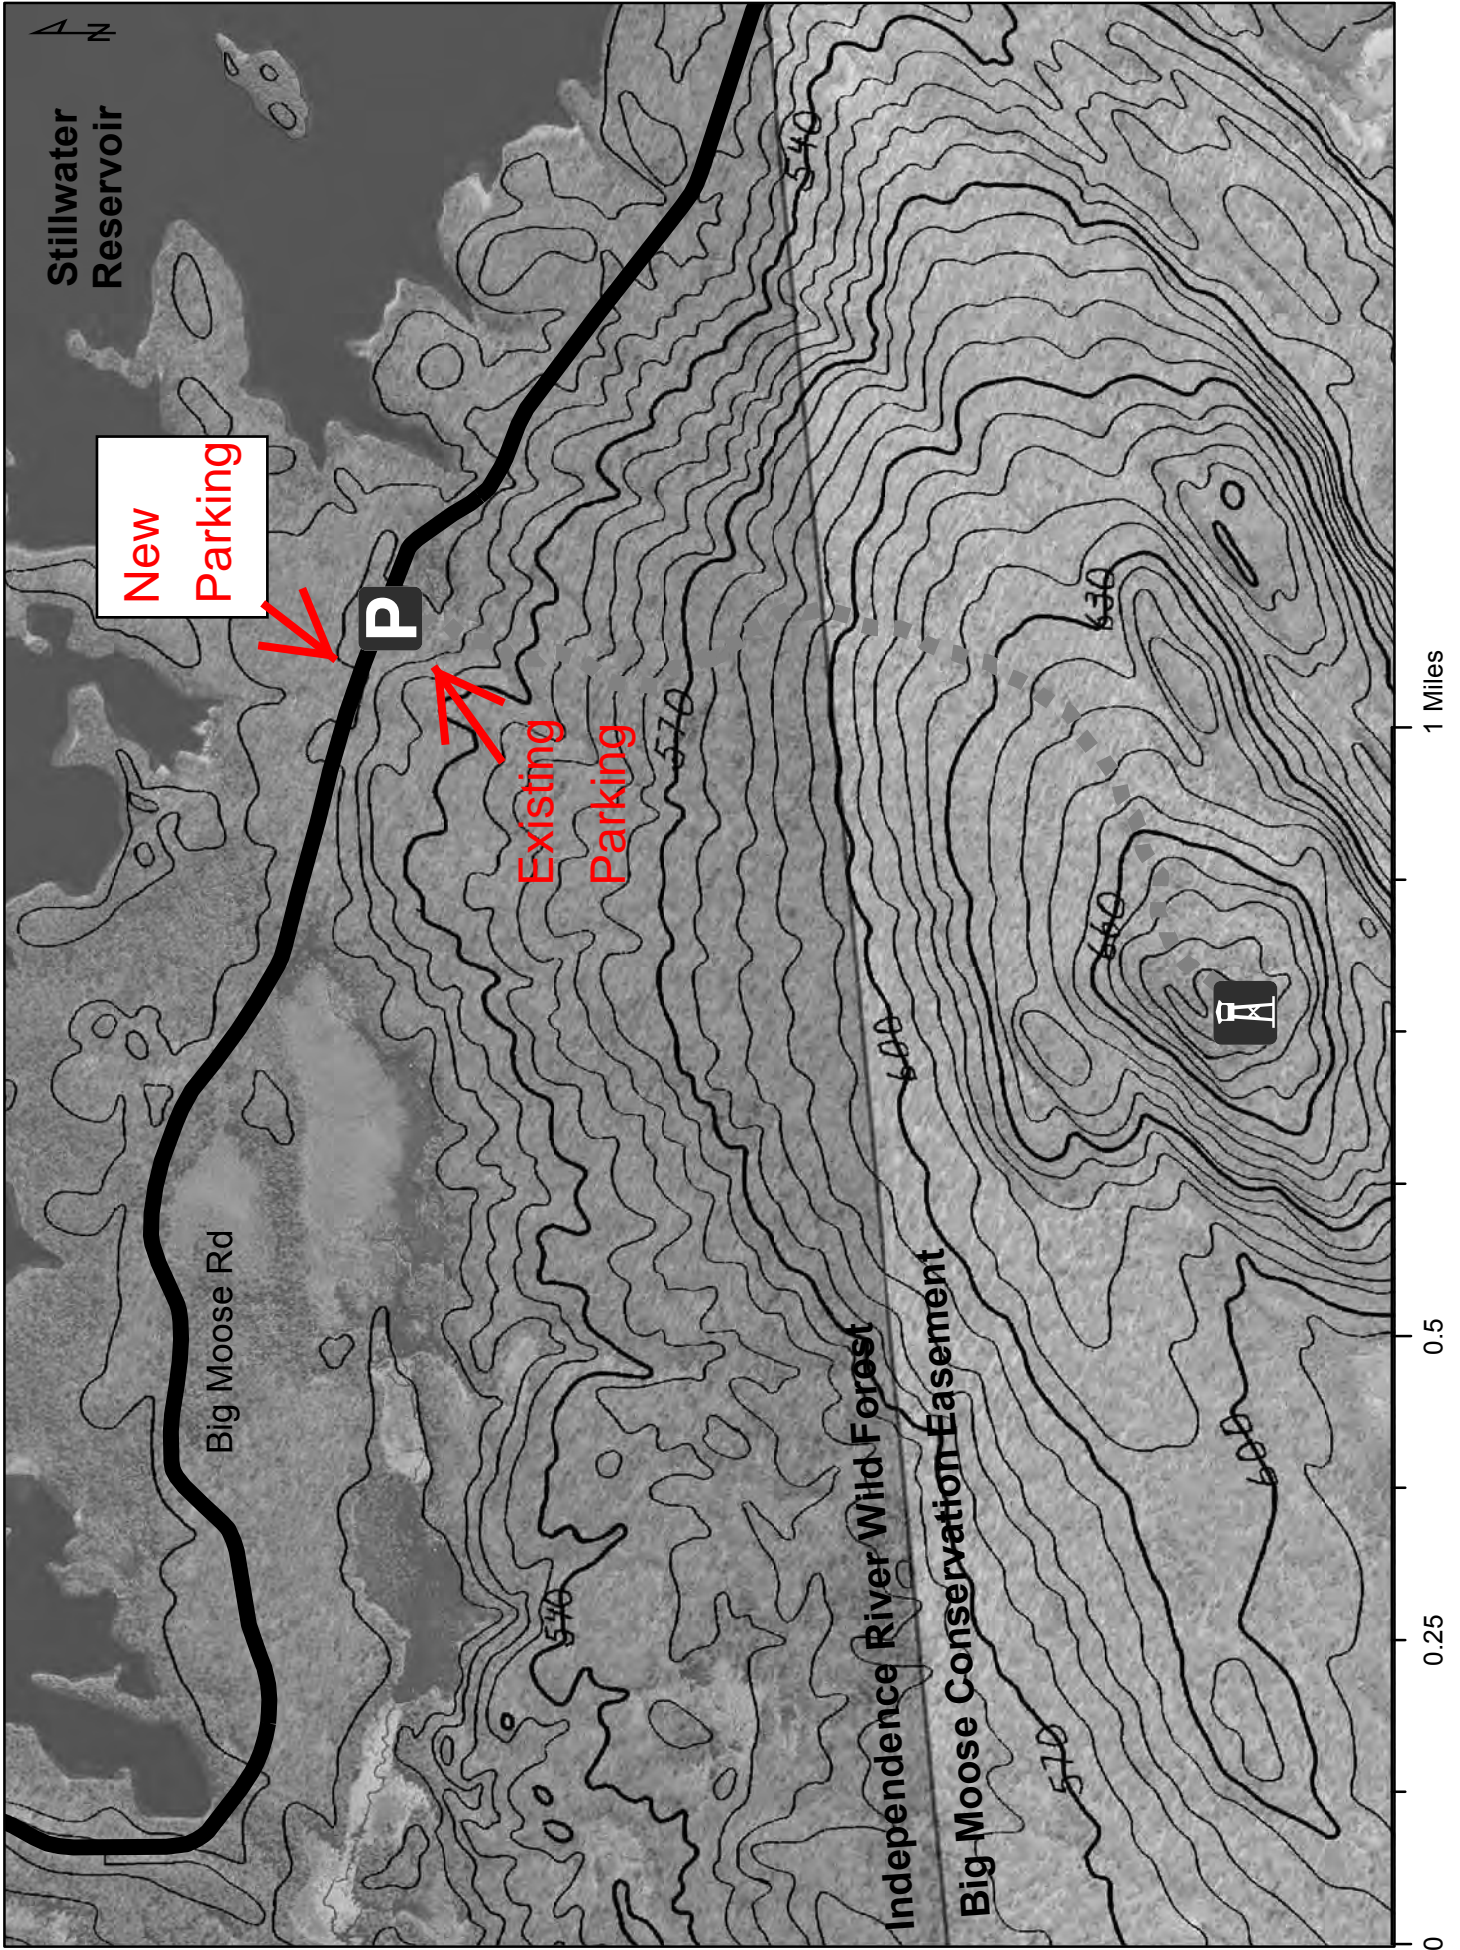 N
Stillwater
Reservoir
New
Parking
P
Existing
Parking
Big Moose Rd
540
570
630
660
600
540
600
570
Independence River Wild Forest
Big Moose Conservation Easement
0
0.25
0.5
1 Miles